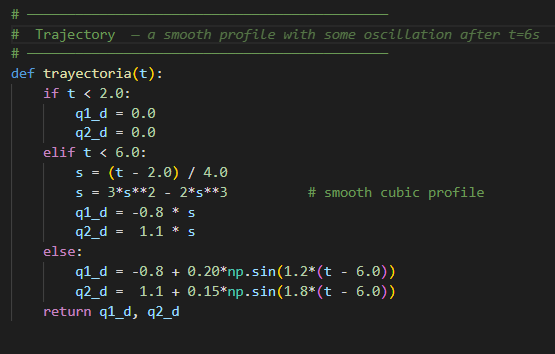 # ─────────────────────────────────────────────
#  Trajectory  — a smooth profile with some oscillation after t=6s
# ─────────────────────────────────────────────
def trayectoria(t):
    if t < 2.0:
        q1_d = 0.0
        q2_d = 0.0
    elif t < 6.0:
        s = (t - 2.0) / 4.0
        s = 3*s**2 - 2*s**3          # smooth cubic profile
        q1_d = -0.8 * s
        q2_d =  1.1 * s
    else:
        q1_d = -0.8 + 0.20*np.sin(1.2*(t - 6.0))
        q2_d =  1.1 + 0.15*np.sin(1.8*(t - 6.0))
    return q1_d, q2_d